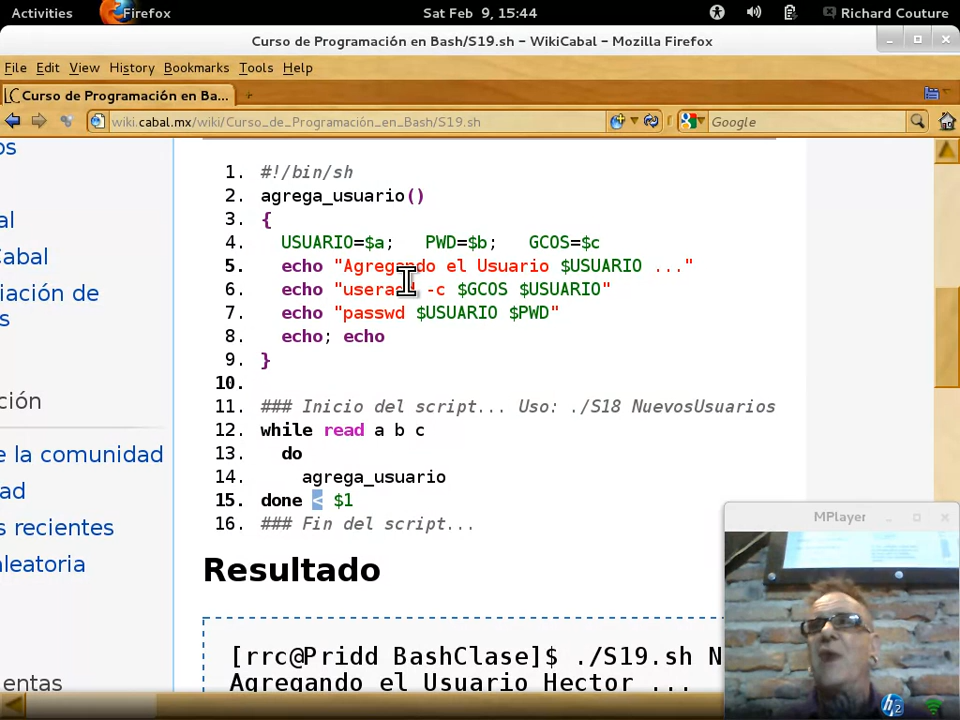 Activities Firefox Sat Feb 9, 15:44 Richard Couture
Curso de Programación en Bash/S19.sh – WikiCabal – Mozilla Firefox
File Edit View History Bookmarks Tools Help
Curso de Programación en Ba...
wiki.cabal.mx/wiki/Curso_de_Programación_en_Bash/S19.sh Google
os
al
Cabal
iación de
s
ción
e la comunidad
ad
s recientes
leatoria
entas
1. #!/bin/sh
2. agrega_usuario()
3. {
4. USUARIO=$a; PWD=$b; GCOS=$c
5. echo "Agregando el Usuario $USUARIO ..."
6. echo "useradd -c $GCOS $USUARIO"
7. echo "passwd $USUARIO $PWD"
8. echo; echo
9. }
10.
11. ### Inicio del script... Uso: ./S18 NuevosUsuarios
12. while read a b c
13. do
14. agrega_usuario
15. done < $1
16. ### Fin del script...
Resultado
[rrc@Pridd BashClase]$ ./S19.sh N
Agregando el Usuario Hector ...
MPlayer